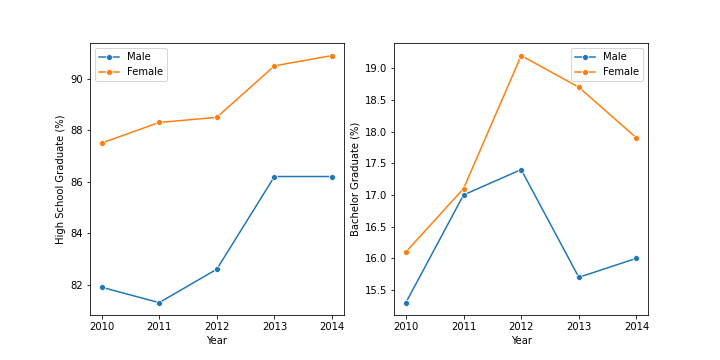 Male
Female
High School Graduate (%)
90
88
86
84
82
2010 2011 2012 2013 2014
Year
Male
Female
Bachelor Graduate (%)
19.0
18.5
18.0
17.5
17.0
16.5
16.0
15.5
2010 2011 2012 2013 2014
Year